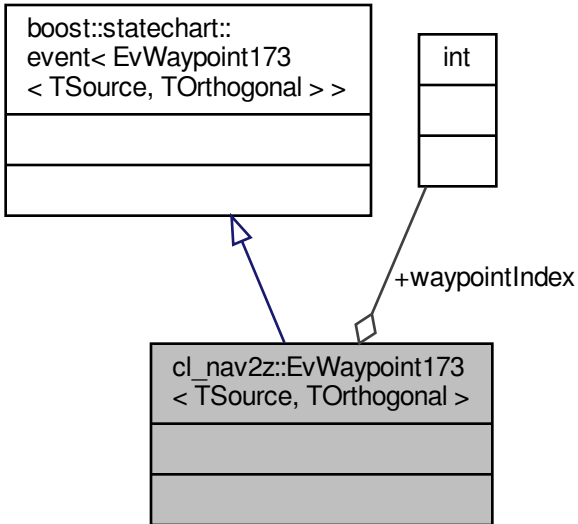 boost::statechart::
event< EvWaypoint173
< TSource, TOrthogonal > >
int
+waypointIndex
cl_nav2z::EvWaypoint173
< TSource, TOrthogonal >